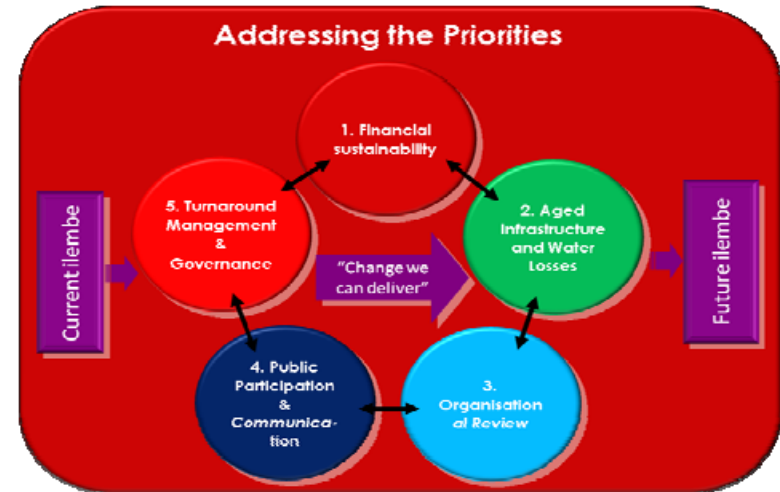 Addressing the Priorities
1. Financial
sustainability
5. Turnaround
Management
&
Governance
2. Aged
Infrastructure
and Water
Losses
Current ilembe
"Change we
can deliver"
Future ilembe
4. Public
Participation
&
Communica-
tion
3.
Organisation
al Review